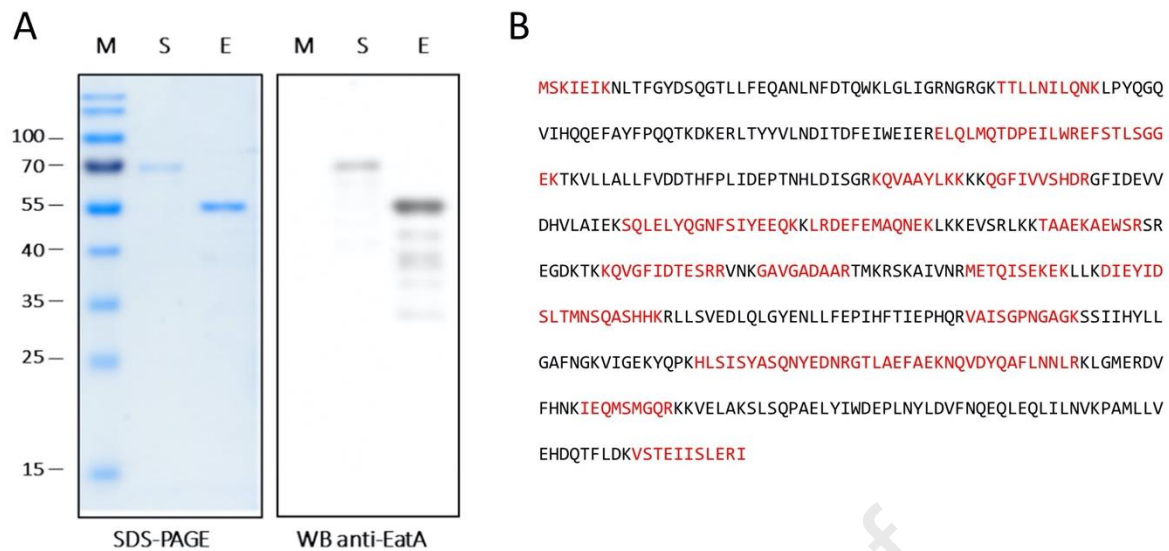 A
B
M S E
M S E
100
70
55
40
35
25
15
SDS-PAGE
WB anti-EatA
MSKIEIKNLTFGYDSQGTLLFEQANLNFDTQWKLGLIGRNGRGKTTLLNILQNKLPYQGQ
VIHQQEFAYFPQQTKDKERLTYYVLNDITDFEIWEIERELQLMQTDPEILWREFSTLSGG
EKTKVLLALLFVDDTHFPLIDEPTNHLDISGRKQVAAYLKKKKQGFIVVSHDRGFIDEVV
DHVLAIEKSQLELYQGNFSIYEEQKKLRDEFEMAQNEKLKKEVSRLKKTAAEKAEWSRSR
EGDKTKKQVGFIDTESRRVNKGAVGADAARTMKRSKAIVNRMETQISEKEKLLKDIEYID
SLTMNSQASHHKRLLSVEDLQLGYENLLFEPIHFTIEPHQRVAISGPNGAGKSSIIHYLL
GAFNGKVIGEKYQPKHLSISYASQNYEDNRGTLAEFAEKNQVDYQAFLNNLRKLGMERDV
FHNKIEQMSMGQRKKVELAKSLSQPAELYIWDEPLNYLDVFNQEQLEQLILNVKPAMLLV
EHDQTFLDKVSTEIISLERI
f